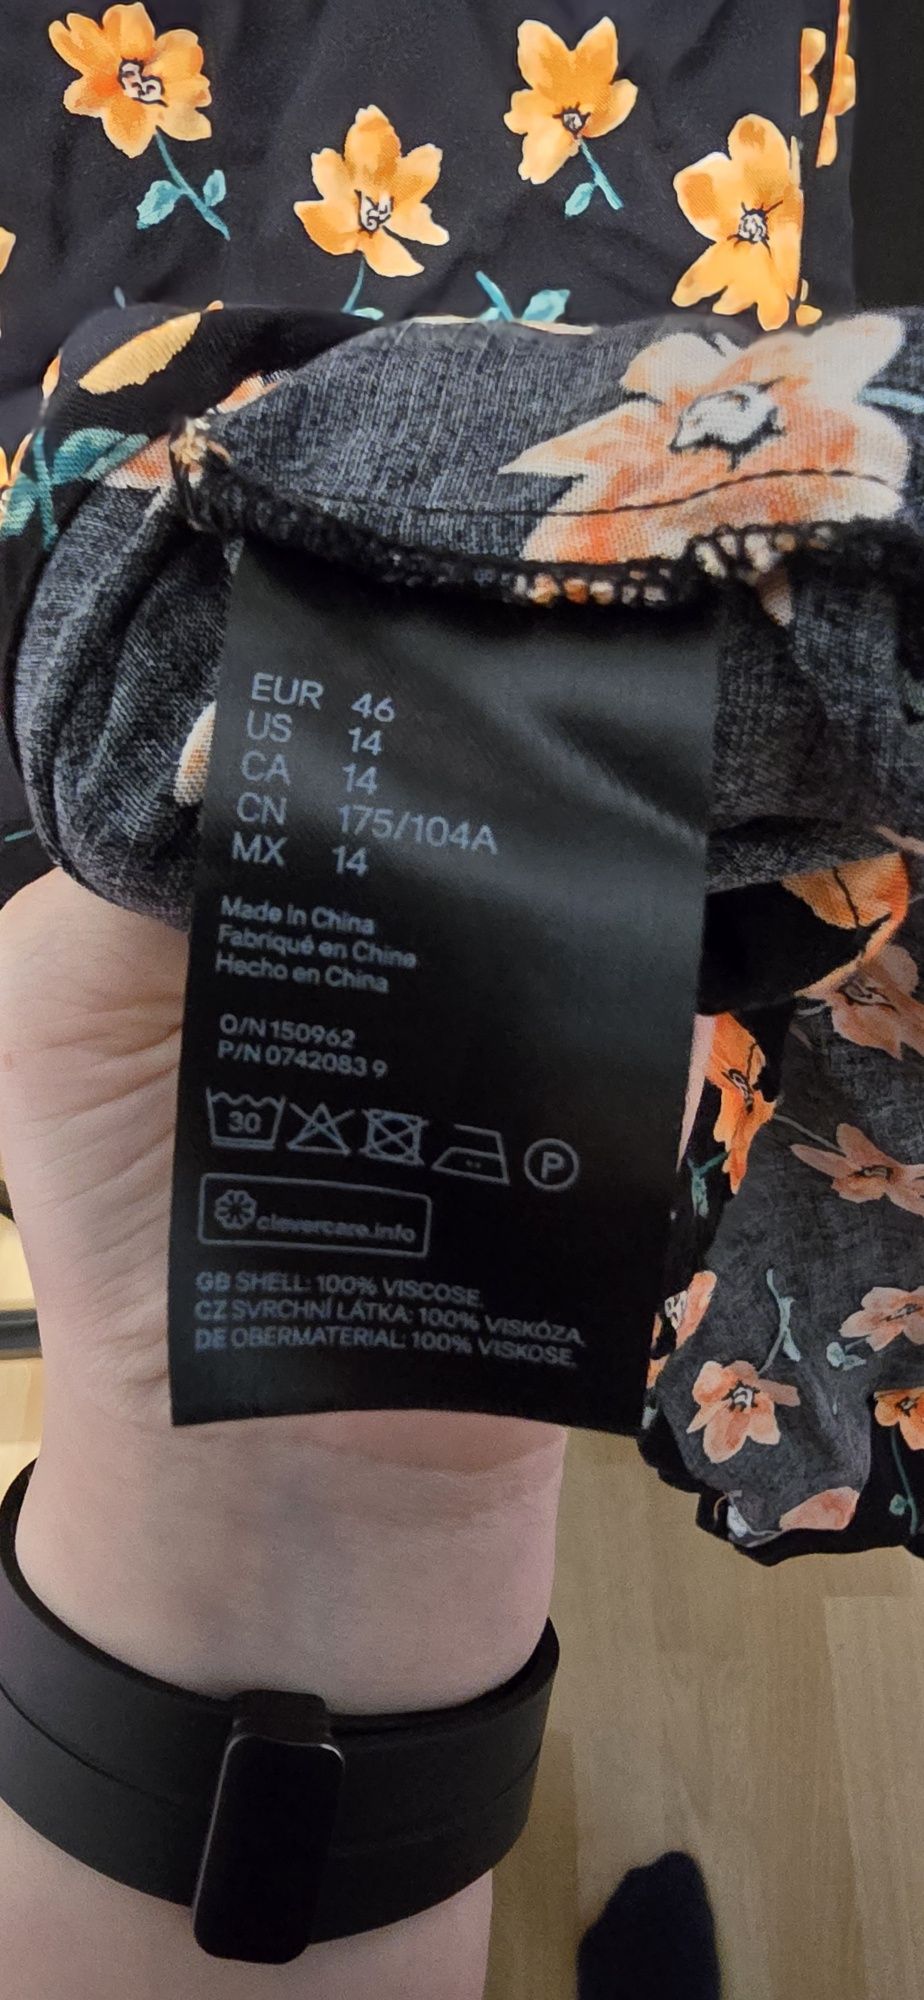 EUR 46
US 14
CA 14
CN 175/104A
MX 14
Made in China
Fabriqué en China
Hecho en China
O/N 150962
P/N 0742083 9
30
P
clevercare.info
GB SHELL: 100% VISCOSE.
CZ SVRCHNÍ LÁTKA: 100% VISKÓZA
DE OBERMATERIAL: 100% VISKOSE.